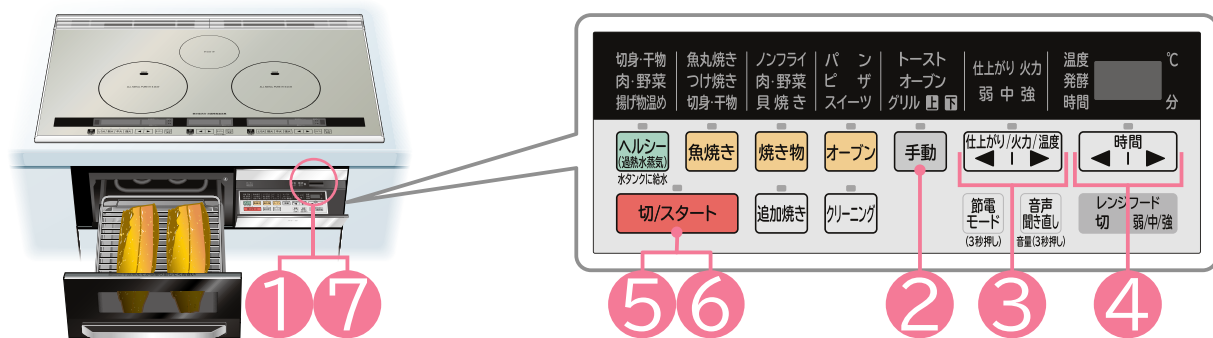 切身・干物 魚丸焼き ノンフライ パン トースト 仕上がり 火力 温度 ℃
肉・野菜 つけ焼き 肉・野菜 ピザ オーブン 弱 中 強 発酵
揚げ物温め 切身・干物 貝焼き スイーツ グリル 上 下 時間 分
ヘルシー
(過熱水蒸気)
水タンクに給水
魚焼き
焼き物
オーブン
手動
仕上がり/火力/温度
◀ I ▶
時間
◀ I ▶
切/スタート
追加焼き
クリーニング
節電
モード
(3秒押し)
音声
聞き直し
音量(3秒押し)
レンジフード
切 弱/中/強
1 7
5 6 2 3 4